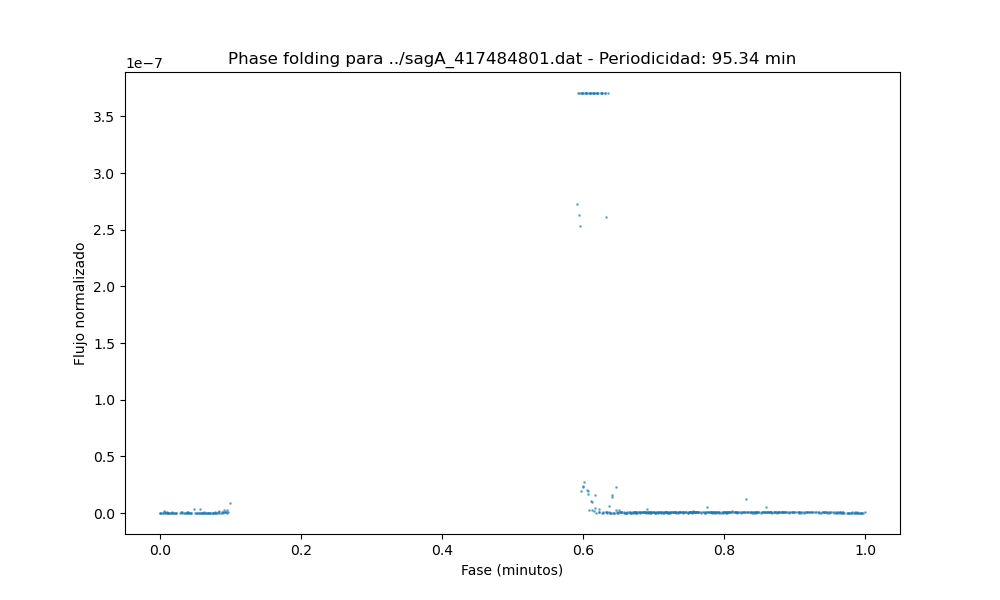 Phase folding para ../sagA_417484801.dat - Periodicidad: 95.34 min
1e−7
3.5
3.0
2.5
2.0
1.5
1.0
0.5
0.0
Flujo normalizado
0.0 0.2 0.4 0.6 0.8 1.0
Fase (minutos)